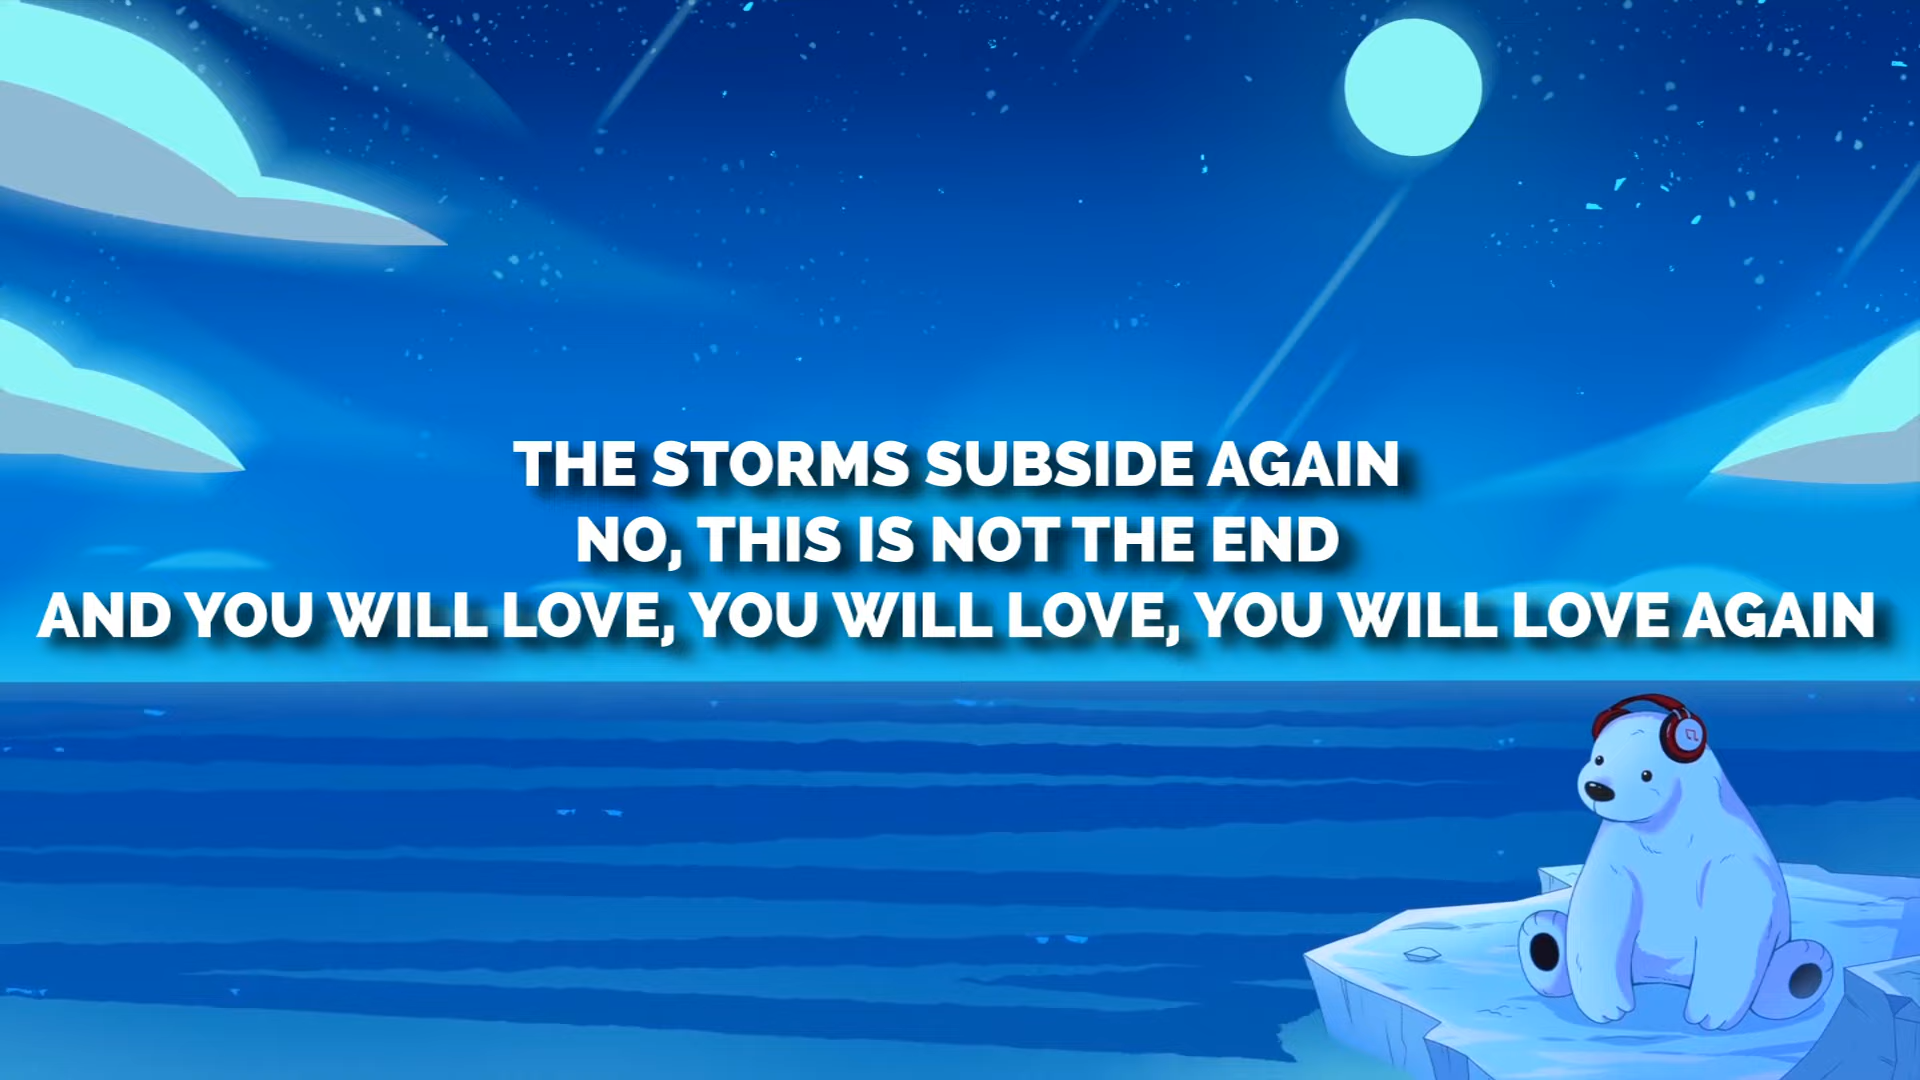 THE STORMS SUBSIDE AGAIN
NO, THIS IS NOT THE END
AND YOU WILL LOVE, YOU WILL LOVE, YOU WILL LOVE AGAIN